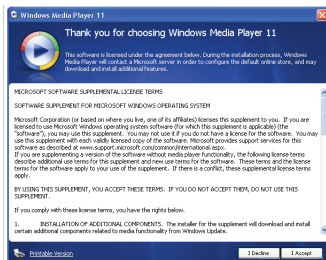 Windows Media Player 11
Thank you for choosing Windows Media Player 11
This software is licensed under the agreement below. During the installation process, Windows
Media Player will contact a Microsoft server in order to configure the default online store, and may
download and install additional features.
MICROSOFT SOFTWARE SUPPLEMENTAL LICENSE TERMS
SOFTWARE SUPPLEMENT FOR MICROSOFT WINDOWS OPERATING SYSTEM
Microsoft Corporation (or based on where you live, one of its affiliates) licenses this supplement to you. If you are
licensed to use Microsoft Windows operating system software (for which this supplement is applicable) (the
"software"), you may use this supplement. You may not use it if you do not have a license for the software. You may
use this supplement with each validly licensed copy of the software. Microsoft provides support services for this
software as described at www.support.microsoft.com/common/international.aspx.
If you are supplementing a version of the software without media player functionality, the following license terms
describe additional use terms for the supplement and new use terms for the software. These terms and the license
terms for the software apply to your use of the supplement. If there is a conflict, these supplemental license terms
apply.
BY USING THIS SUPPLEMENT, YOU ACCEPT THESE TERMS. IF YOU DO NOT ACCEPT THEM, DO NOT USE THIS
SUPPLEMENT.
If you comply with these license terms, you have the rights below.
1. INSTALLATION OF ADDITIONAL COMPONENTS. The installer for the supplement will download and install
certain additional components related to media functionality from Windows Update.
Printable Version
I Decline
I Accept